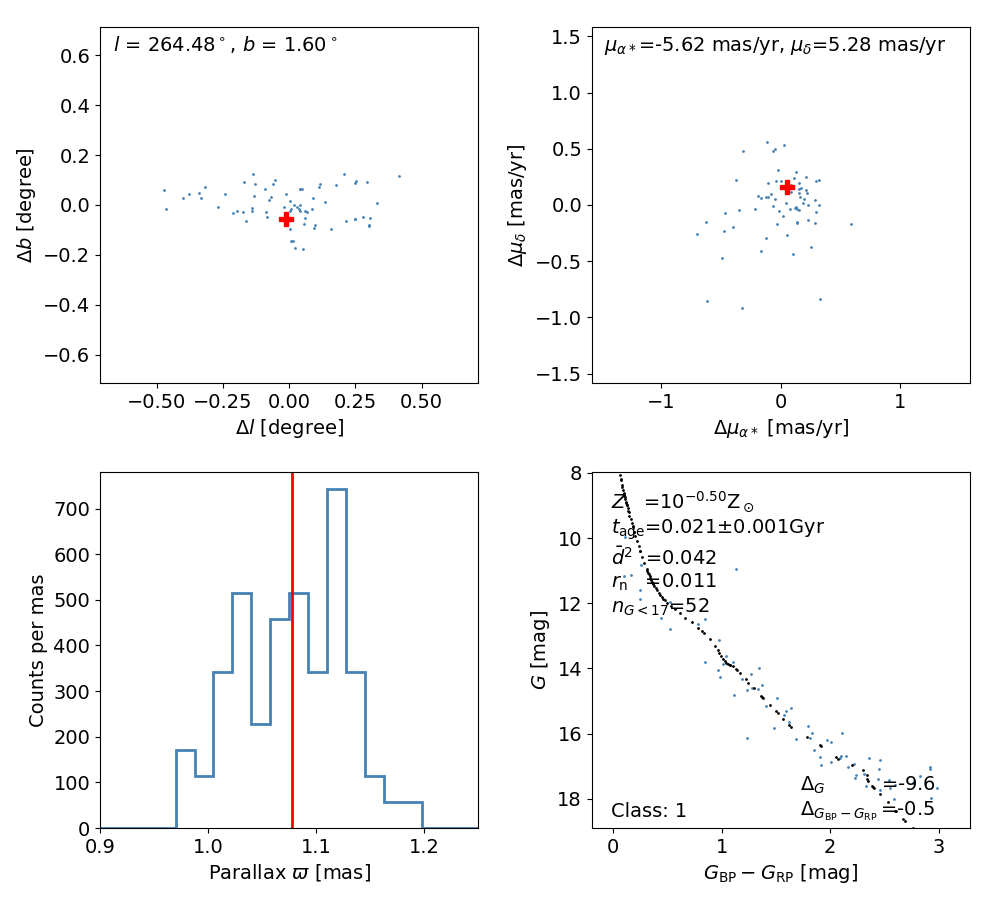 l = 264.48°, b = 1.60°
0.6
0.4
0.2
0.0
−0.2
−0.4
−0.6
Δb [degree]
−0.50 −0.25 0.00 0.25 0.50
Δl [degree]
μα*=-5.62 mas/yr, μδ=5.28 mas/yr
1.5
1.0
0.5
0.0
−0.5
−1.0
−1.5
Δμδ [mas/yr]
−1 0 1
Δμα* [mas/yr]
700
600
500
400
300
200
100
0
Counts per mas
0.9 1.0 1.1 1.2
Parallax ϖ [mas]
8
10
12
14
16
18
G [mag]
Z =10^−0.50 Z⊙
tage=0.021±0.001Gyr
d̄² =0.042
rn =0.011
nG<17=52
ΔG =-9.6
Class: 1
ΔGBP−GRP =-0.5
0 1 2 3
GBP − GRP [mag]